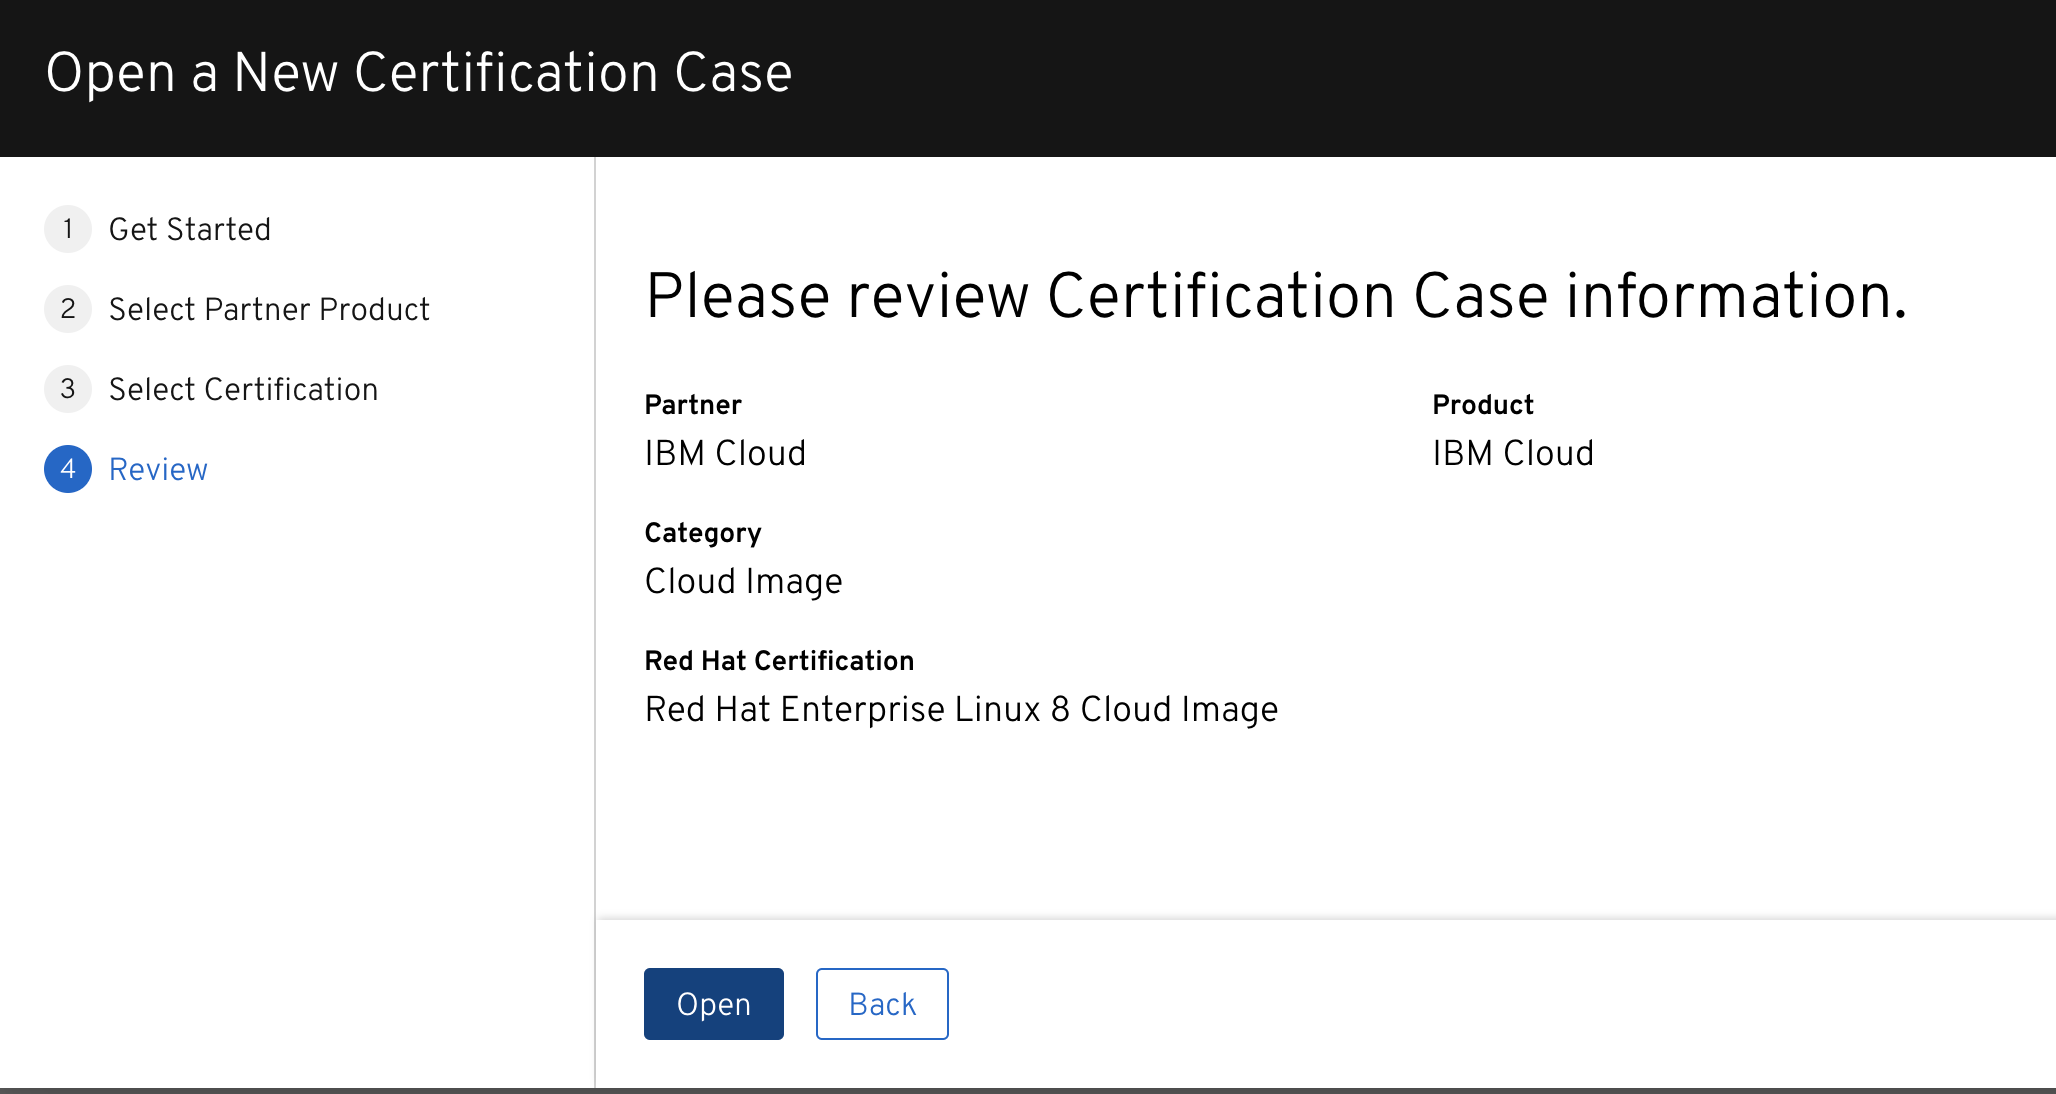 Open a New Certification Case
1 Get Started
2 Select Partner Product
3 Select Certification
4 Review
Please review Certification Case information.
Partner
IBM Cloud
Product
IBM Cloud
Category
Cloud Image
Red Hat Certification
Red Hat Enterprise Linux 8 Cloud Image
Open
Back